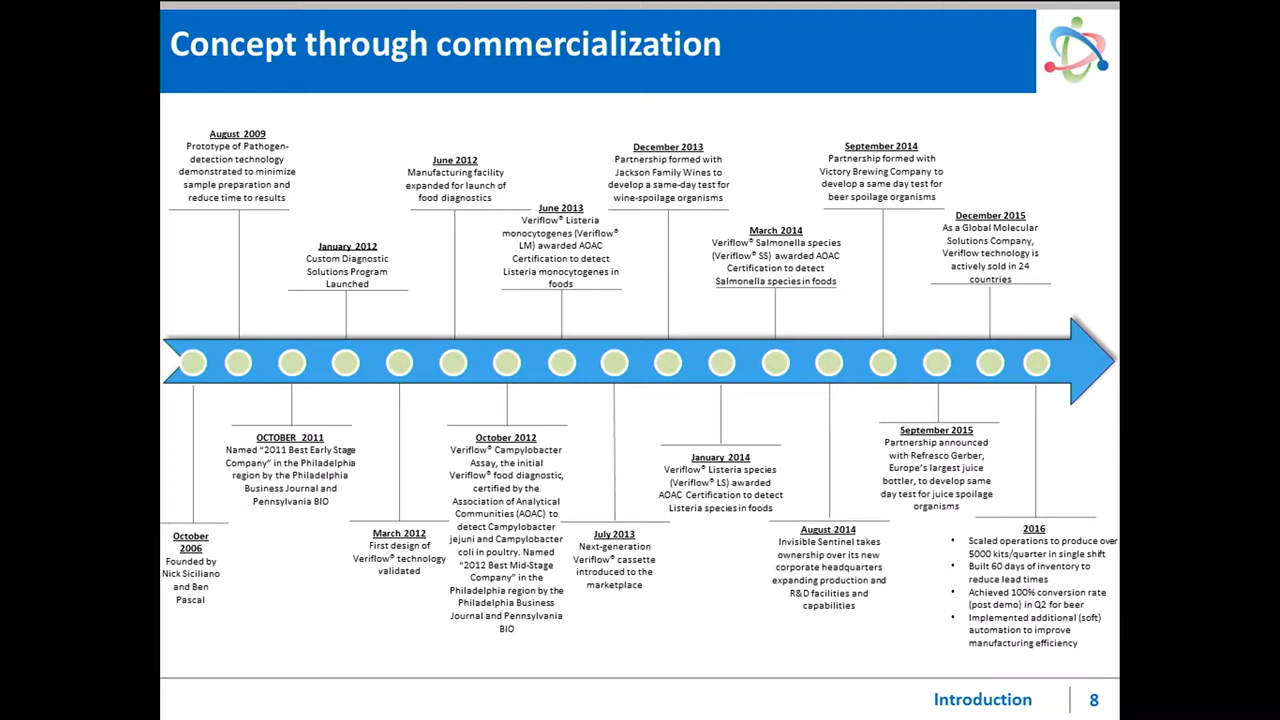 Concept through commercialization
August 2009
Prototype of Pathogen-
detection technology
demonstrated to minimize
sample preparation and
reduce time to results
January 2012
Custom Diagnostic
Solutions Program
Launched
June 2012
Manufacturing facility
expanded for launch of
food diagnostics
June 2013
Veriflow® Listeria
monocytogenes (Veriflow®
LM) awarded AOAC
Certification to detect
Listeria monocytogenes in
foods
December 2013
Partnership formed with
Jackson Family Wines to
develop a same-day test for
wine-spoilage organisms
March 2014
Veriflow® Salmonella species
(Veriflow® SS) awarded AOAC
Certification to detect
Salmonella species in foods
September 2014
Partnership formed with
Victory Brewing Company to
develop a same day test for
beer spoilage organisms
December 2015
As a Global Molecular
Solutions Company,
Veriflow technology is
actively sold in 24
countries
October
2006
Founded by
Nick Siciliano
and Ben
Pascal
OCTOBER 2011
Named “2011 Best Early Stage
Company” in the Philadelphia
region by the Philadelphia
Business Journal and
Pennsylvania BIO
March 2012
First design of
Veriflow® technology
validated
October 2012
Veriflow® Campylobacter
Assay, the initial
Veriflow® food diagnostic,
certified by the
Association of Analytical
Communities (AOAC) to
detect Campylobacter
jejuni and Campylobacter
coli in poultry. Named
“2012 Best Mid-Stage
Company” in the
Philadelphia region by the
Philadelphia Business
Journal and Pennsylvania
BIO
July 2013
Next-generation
Veriflow® cassette
introduced to the
marketplace
January 2014
Veriflow® Listeria species
(Veriflow® LS) awarded
AOAC Certification to detect
Listeria species in foods
August 2014
Invisible Sentinel takes
ownership over its new
corporate headquarters
expanding production and
R&D facilities and
capabilities
September 2015
Partnership announced
with Refresco Gerber,
Europe’s largest juice
bottler, to develop same
day test for juice spoilage
organisms
2016
• Scaled operations to produce over
5000 kits/quarter in single shift
• Built 60 days of inventory to
reduce lead times
• Achieved 100% conversion rate
(post demo) in Q2 for beer
• Implemented additional (soft)
automation to improve
manufacturing efficiency
Introduction
8